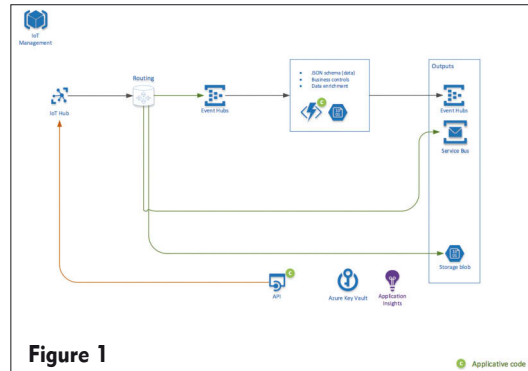 IoT
Management
IoT Hub
Routing
Event Hubs
JSON schema (data)
Business controls
Data enrichment
C
Outputs
Event Hubs
Service Bus
Storage blob
C
API
Azure Key Vault
Application
Insights
Figure 1
C Applicative code